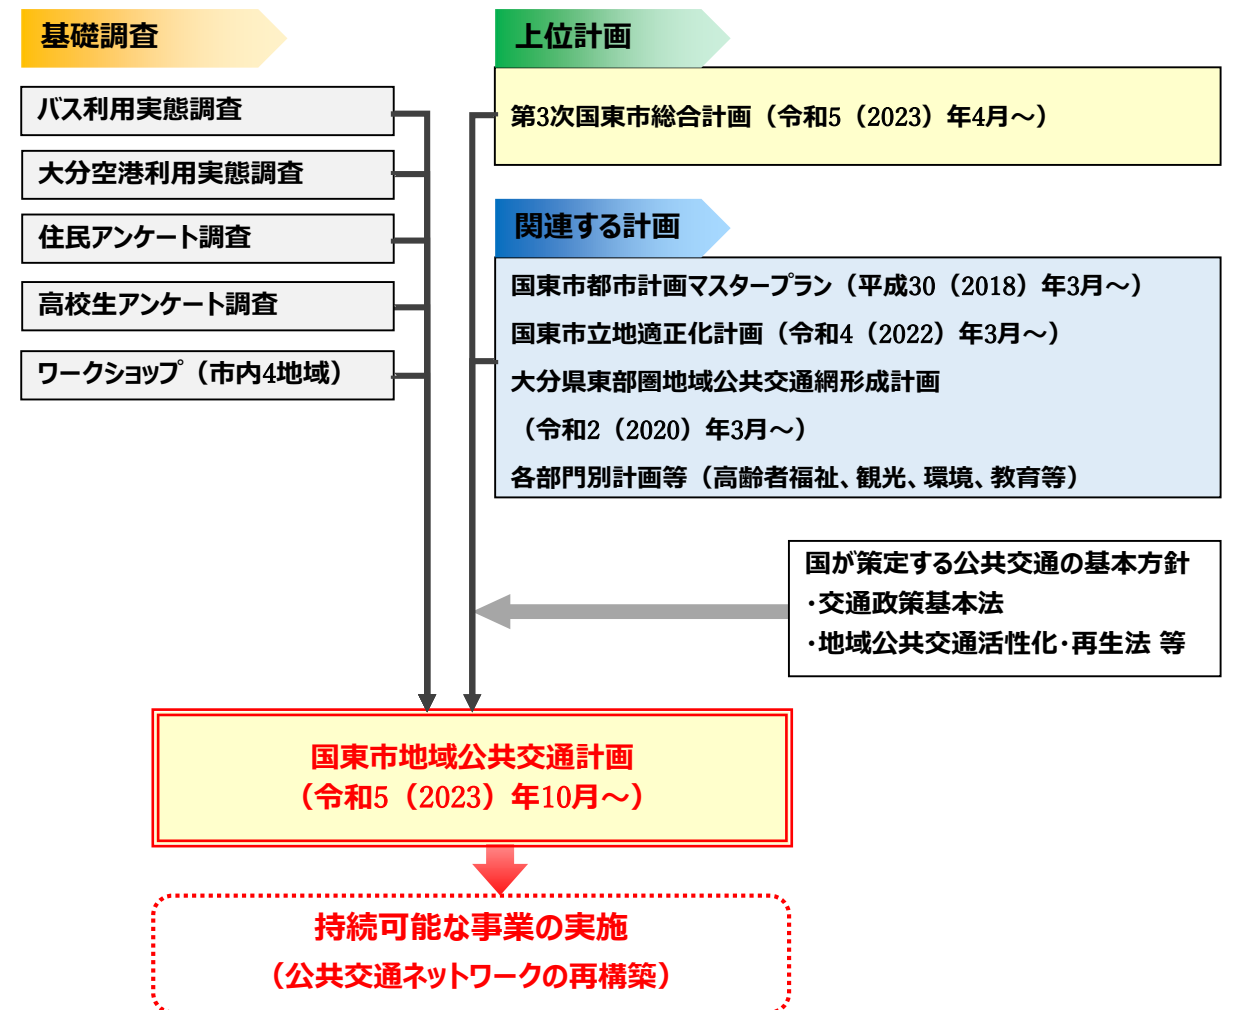 基礎調査
バス利用実態調査
大分空港利用実態調査
住民アンケート調査
高校生アンケート調査
ワークショップ（市内4地域）
上位計画
第3次国東市総合計画（令和5（2023）年4月～）
関連する計画
国東市都市計画マスタープラン（平成30（2018）年3月～）
国東市立地適正化計画（令和4（2022）年3月～）
大分県東部圏地域公共交通網形成計画
（令和2（2020）年3月～）
各部門別計画等（高齢者福祉、観光、環境、教育等）
国が策定する公共交通の基本方針
・交通政策基本法
・地域公共交通活性化・再生法 等
国東市地域公共交通計画
（令和5（2023）年10月～）
持続可能な事業の実施
（公共交通ネットワークの再構築）